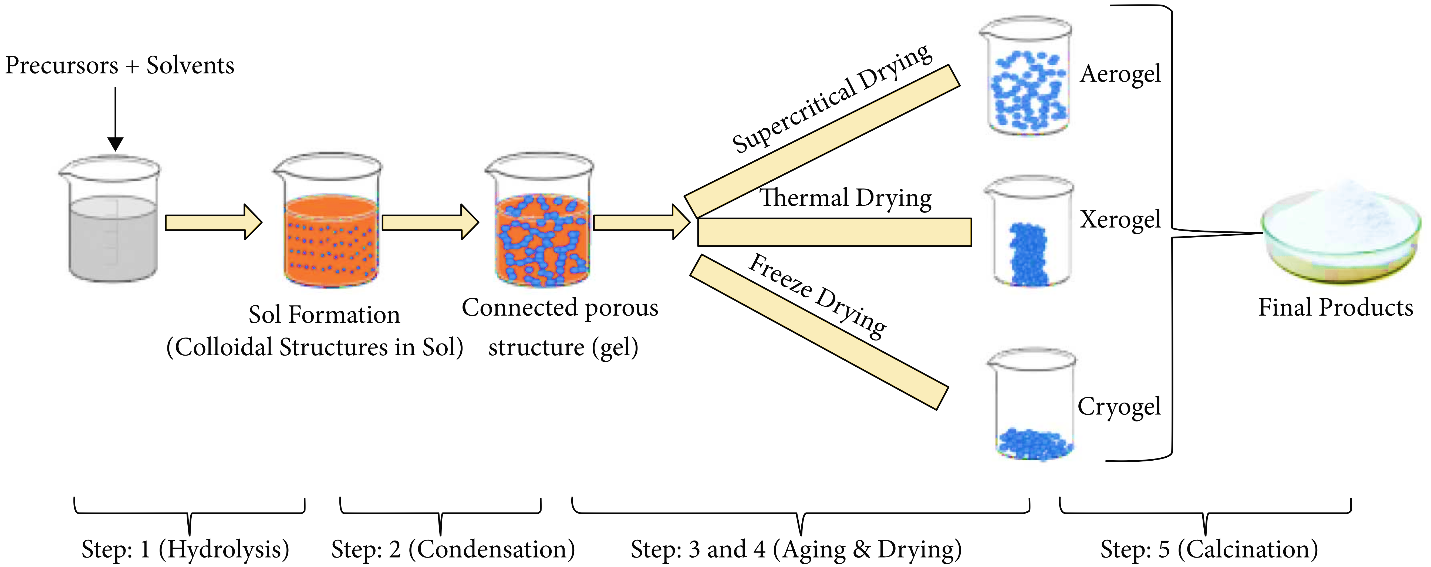 Precursors + Solvents
Sol Formation
(Colloidal Structures in Sol)
Connected porous
structure (gel)
Supercritical Drying
Thermal Drying
Freeze Drying
Aerogel
Xerogel
Cryogel
Final Products
Step: 1 (Hydrolysis)
Step: 2 (Condensation)
Step: 3 and 4 (Aging & Drying)
Step: 5 (Calcination)